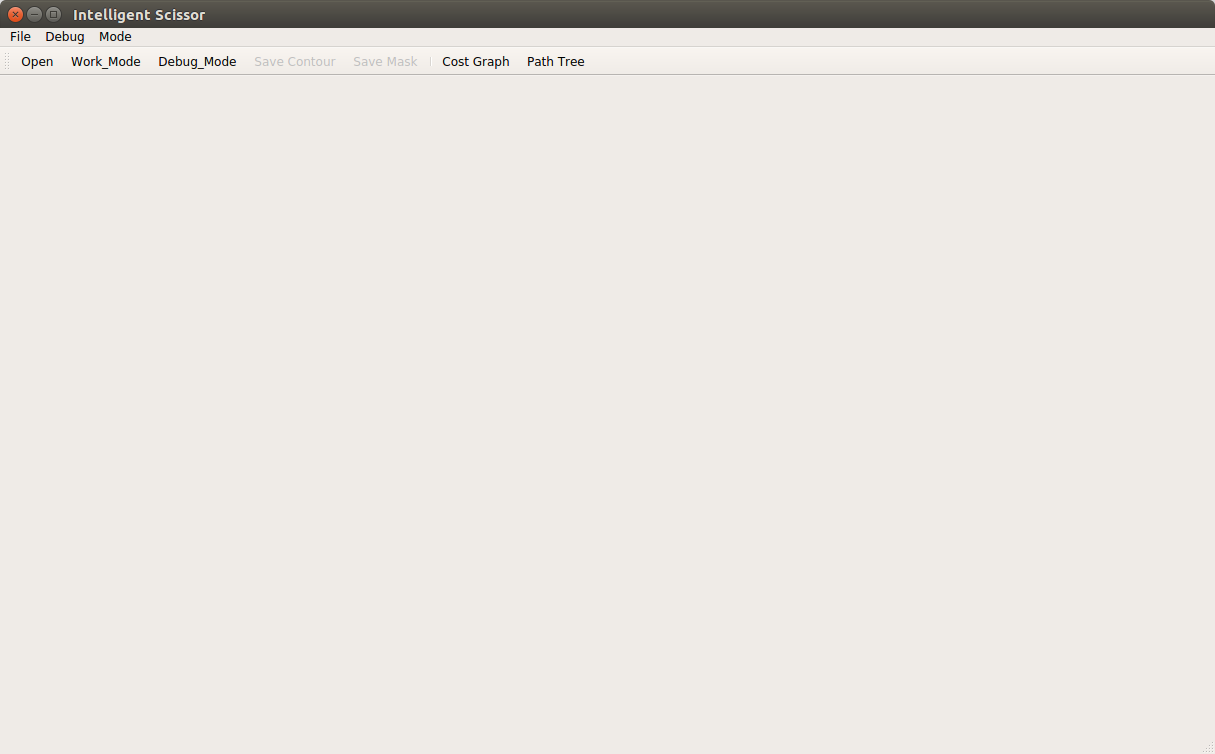 Intelligent Scissor
File Debug Mode
Open Work_Mode Debug_Mode Save Contour Save Mask Cost Graph Path Tree